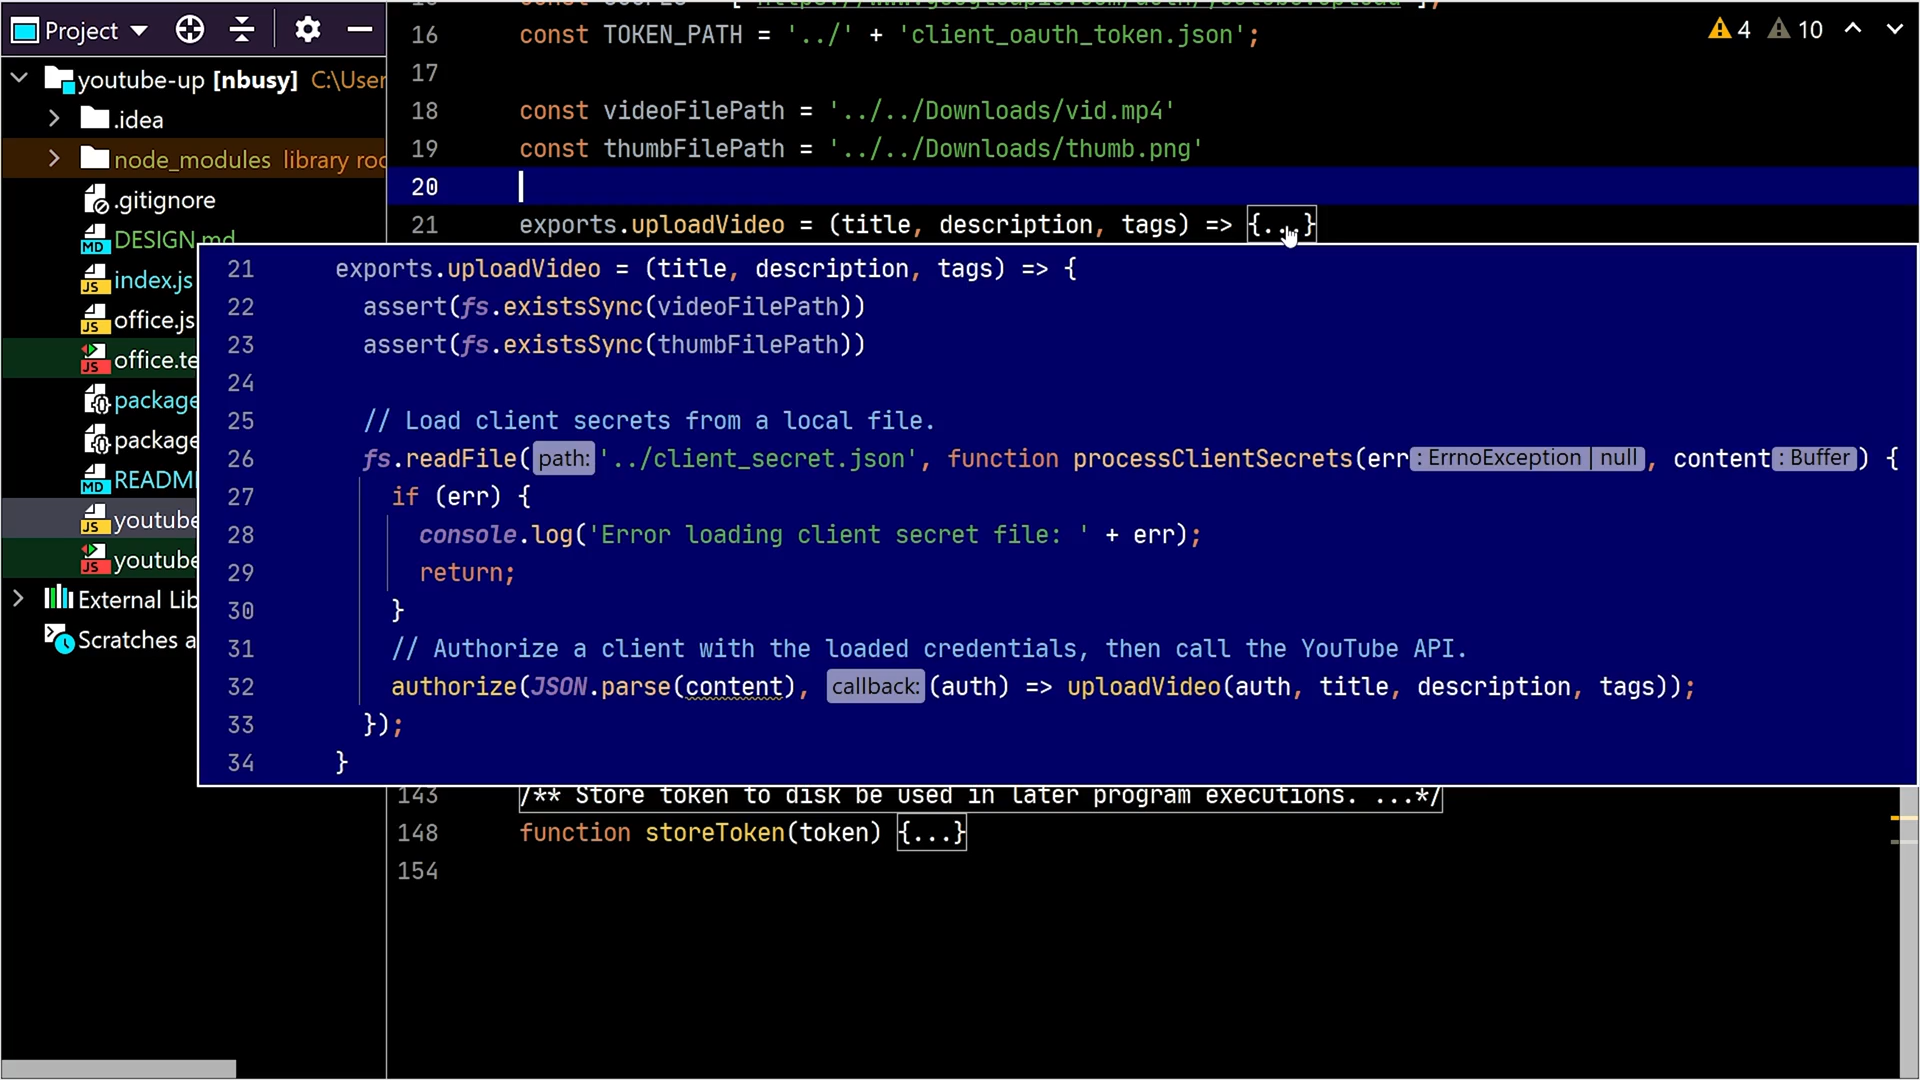 Project
youtube-up [nbusy] C:\User
.idea
node_modules library roo
.gitignore
DESIGN.md
index.js
office.js
office.te
package
package
README
youtube
youtube
External Lib
Scratches a
4 10
16 const TOKEN_PATH = '../' + 'client_oauth_token.json';
17
18 const videoFilePath = '../../Downloads/vid.mp4'
19 const thumbFilePath = '../../Downloads/thumb.png'
20
21 exports.uploadVideo = (title, description, tags) => {...}
21 exports.uploadVideo = (title, description, tags) => {
22 assert(fs.existsSync(videoFilePath))
23 assert(fs.existsSync(thumbFilePath))
24
25 // Load client secrets from a local file.
26 fs.readFile( path: '../client_secret.json', function processClientSecrets(err : ErrnoException | null , content : Buffer ) {
27 if (err) {
28 console.log('Error loading client secret file: ' + err);
29 return;
30 }
31 // Authorize a client with the loaded credentials, then call the YouTube API.
32 authorize(JSON.parse(content), callback: (auth) => uploadVideo(auth, title, description, tags));
33 });
34 }
143 /** Store token to disk be used in later program executions. ...*/
148 function storeToken(token) {...}
154